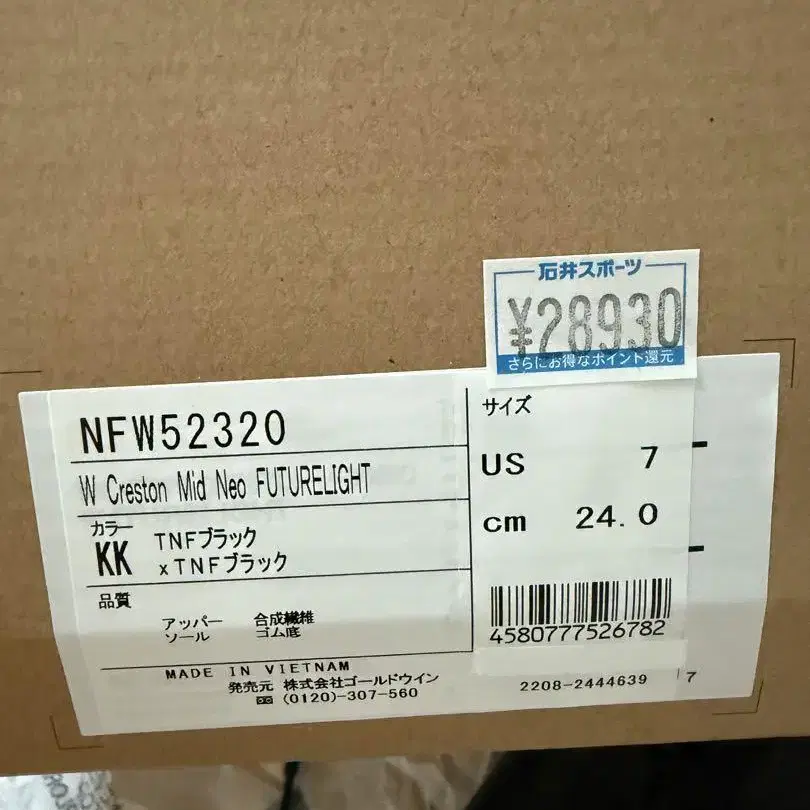 石井スポーツ
¥28930
さらにお得なポイント還元
NFW52320
W Creston Mid Neo FUTURELIGHT
カラー
KK TNFブラック
xTNFブラック
品質
アッパー 合成繊維
ソール ゴム底
MADE IN VIETNAM
発売元 株式会社ゴールドウイン
(0120)-307-560
サイズ
US 7
cm 24.0
4580777526782
2208-2444639 7